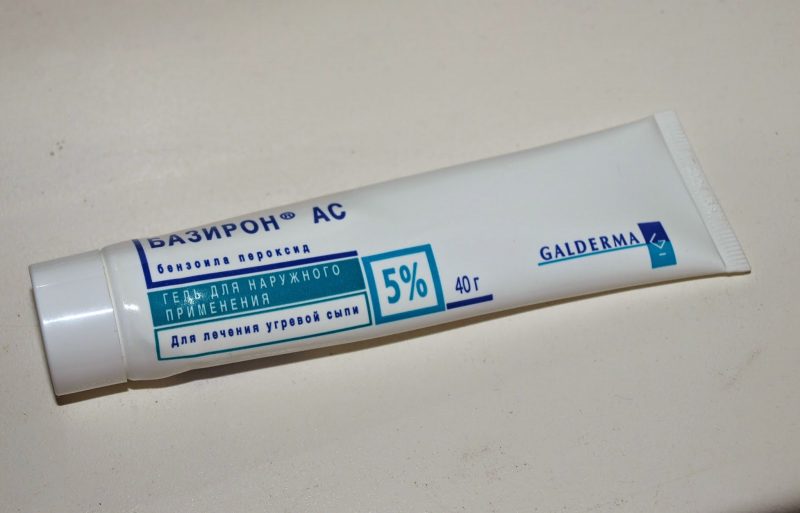 БАЗИРОН® АС
бензоила пероксид
ГЕЛЬ ДЛЯ НАРУЖНОГО
ПРИМЕНЕНИЯ
Для лечения угревой сыпи
5%
40 г
GALDERMA